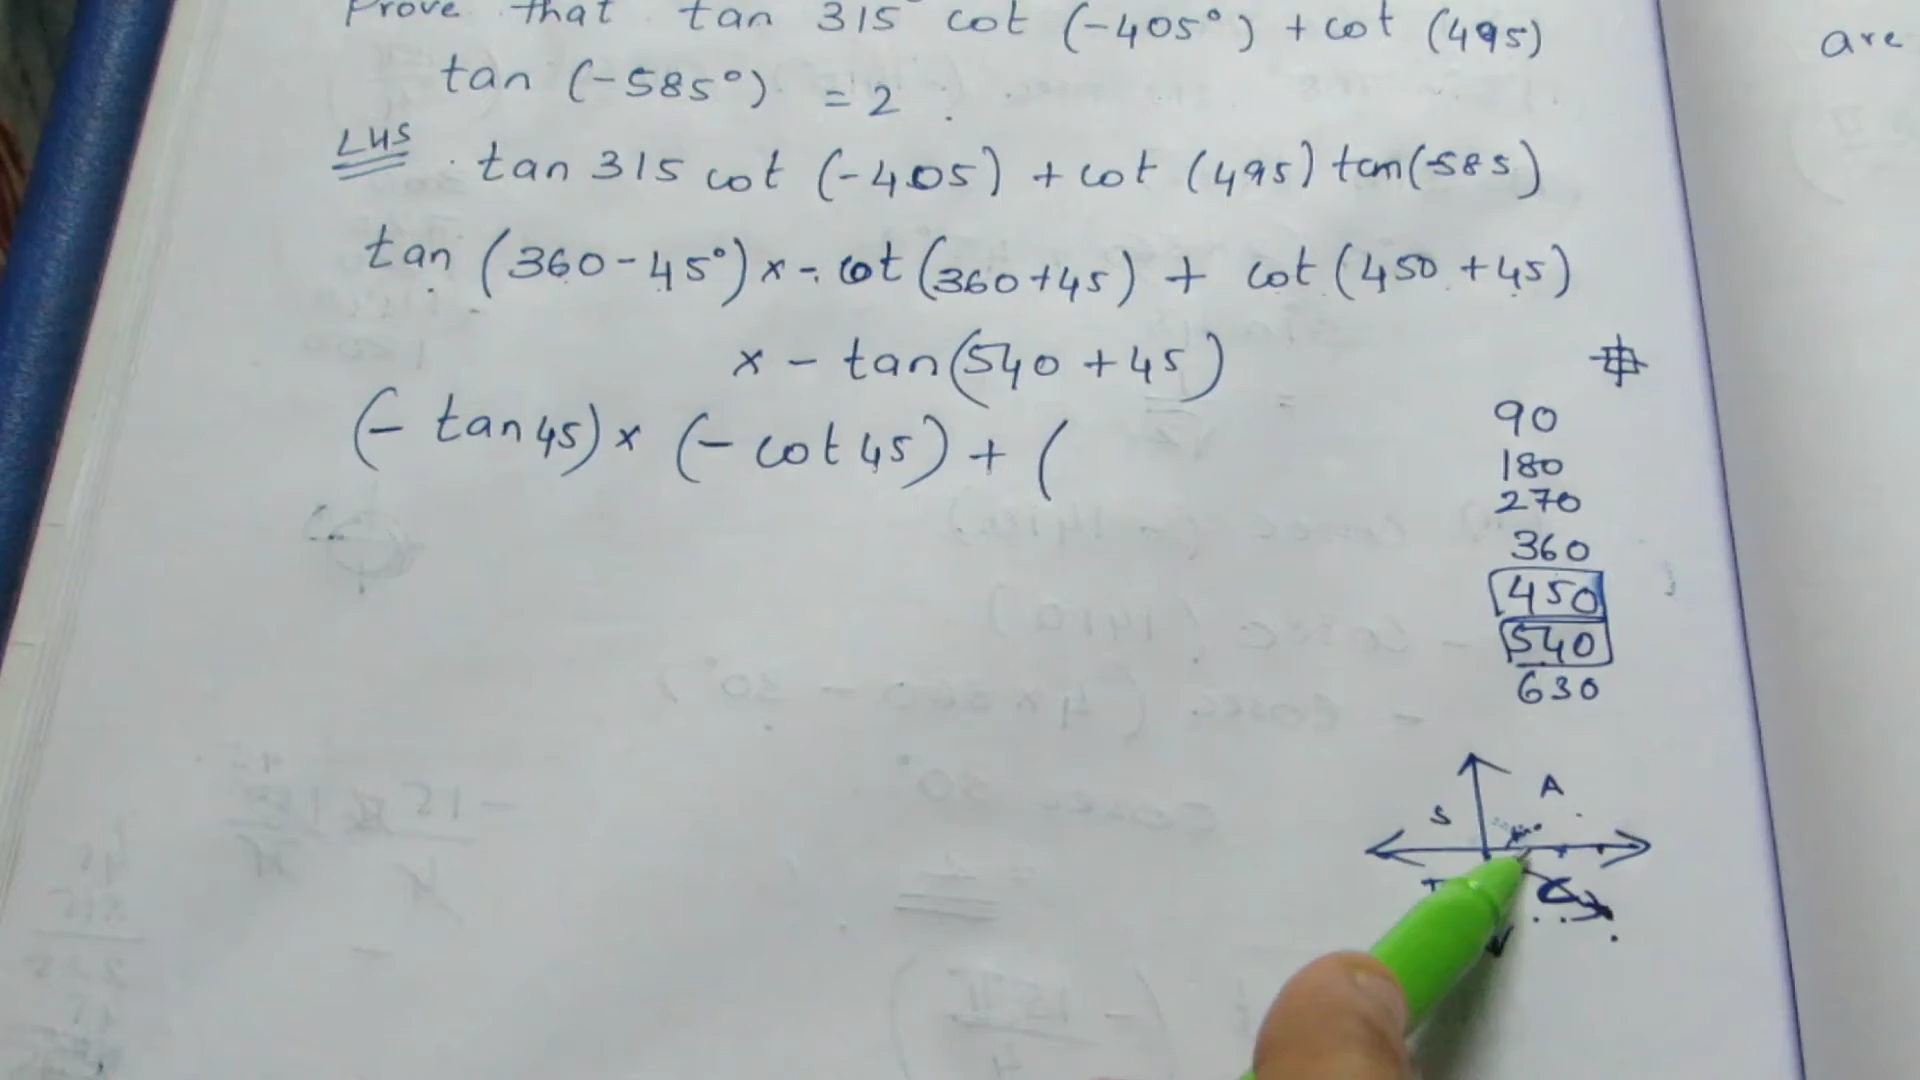 Prove that tan 315° cot (-405°) + cot (495)
tan (-585°) = 2
LHS tan 315 cot (-405) + cot (495) tan(-585)
tan (360-45°) x - cot (360+45) + cot (450 +45)
x - tan (540 +45)
(- tan 45) x (- cot 45) + (
90
180
270
360
450
540
630
A
S
T
C
are